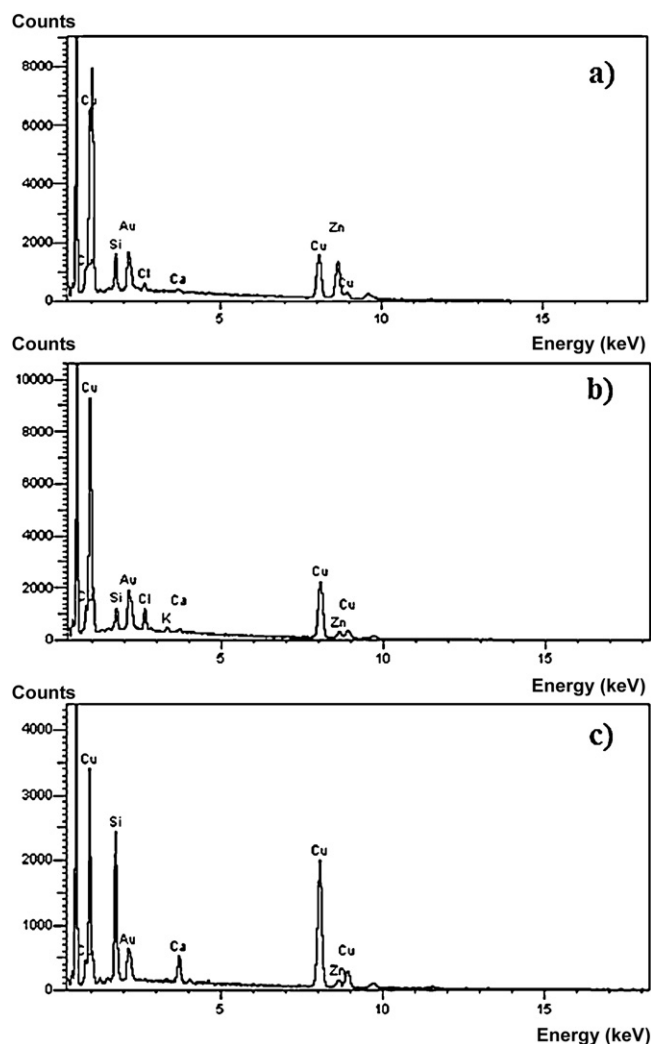 Counts
a)
8000
6000
4000
2000
0
Cu
C
Si
Au
Cl
Ca
Cu
Zn
Cu
5
10
15
Energy (keV)
Counts
b)
10000
8000
6000
4000
2000
0
Cu
C
Si
Au
Cl
K
Ca
Cu
Zn
Cu
5
10
15
Energy (keV)
Counts
c)
4000
3000
2000
1000
0
Cu
C
Si
Au
Ca
Cu
Zn
Cu
5
10
15
Energy (keV)